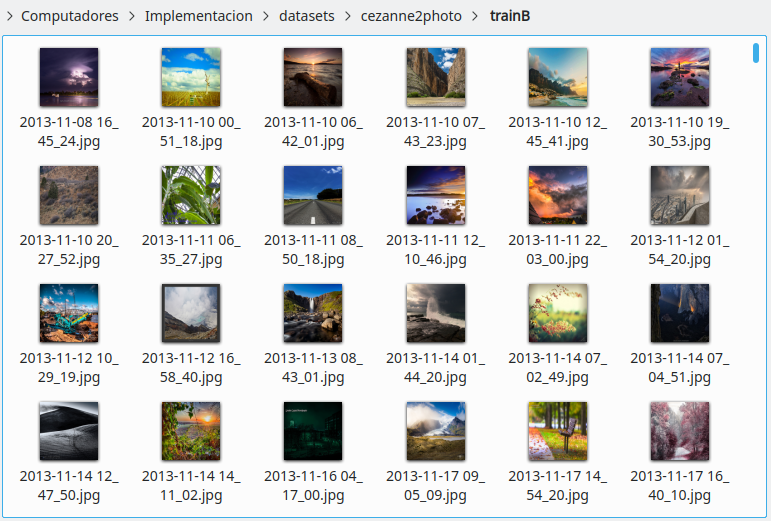 Computadores > Implementacion > datasets > cezanne2photo > trainB
2013-11-08 16_45_24.jpg
2013-11-10 00_51_18.jpg
2013-11-10 06_42_01.jpg
2013-11-10 07_43_23.jpg
2013-11-10 12_45_41.jpg
2013-11-10 19_30_53.jpg
2013-11-10 20_27_52.jpg
2013-11-11 06_35_27.jpg
2013-11-11 08_50_18.jpg
2013-11-11 12_10_46.jpg
2013-11-11 22_03_00.jpg
2013-11-12 01_54_20.jpg
2013-11-12 10_29_19.jpg
2013-11-12 16_58_40.jpg
2013-11-13 08_43_01.jpg
2013-11-14 01_44_20.jpg
2013-11-14 07_02_49.jpg
2013-11-14 07_04_51.jpg
2013-11-14 12_47_50.jpg
2013-11-14 14_11_02.jpg
2013-11-16 04_17_00.jpg
2013-11-17 09_05_09.jpg
2013-11-17 14_54_20.jpg
2013-11-17 16_40_10.jpg